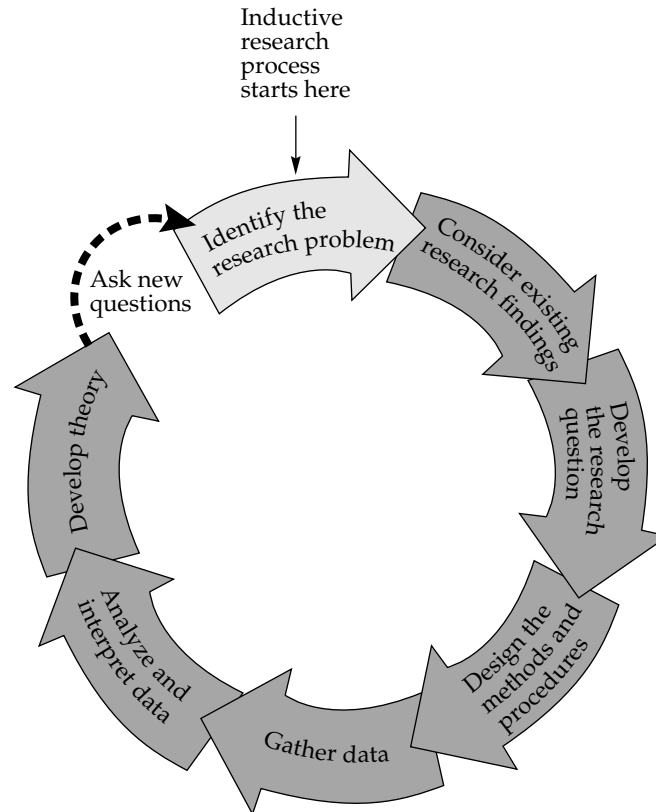 Inductive
research
process
starts here
Identify the
research problem
Consider existing
research findings
Develop
the research
question
Design the
methods and
procedures
Gather data
Analyze and
interpret data
Develop theory
Ask new
questions